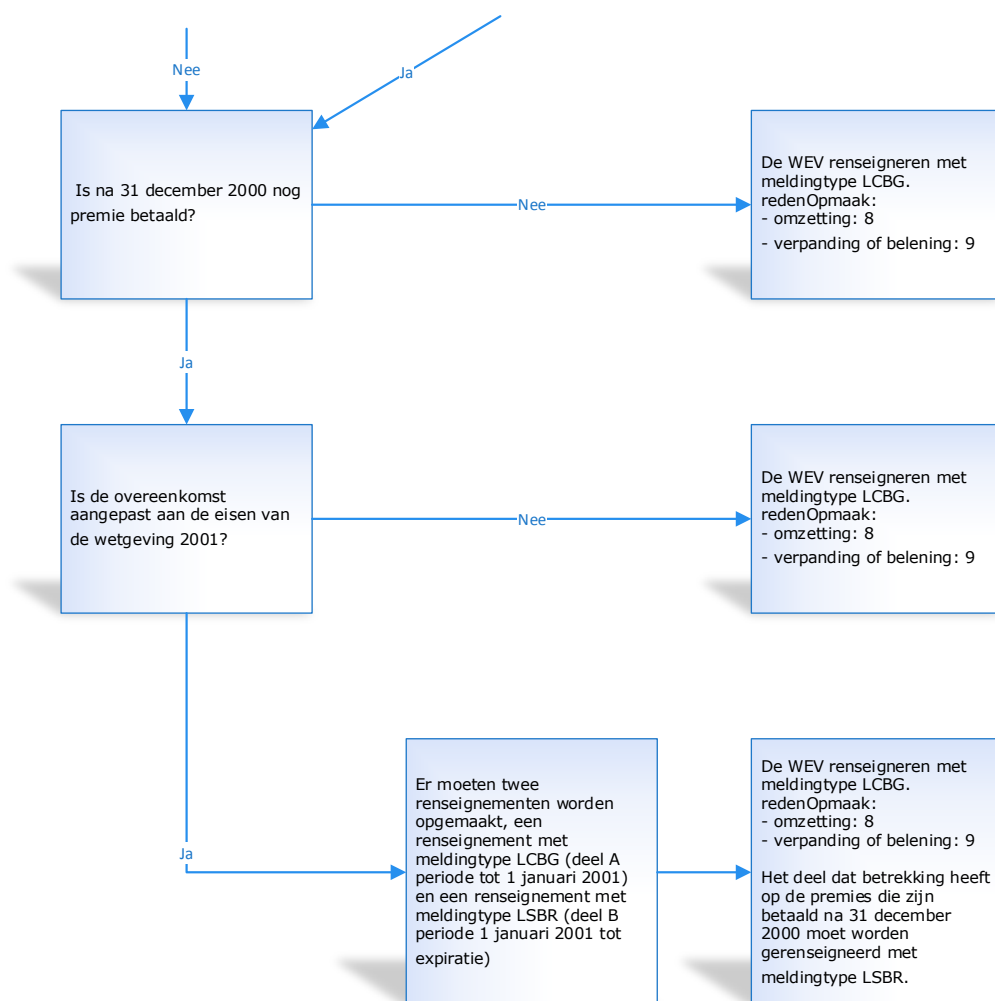 Nee
Ja
Is na 31 december 2000 nog
premie betaald?
Nee
De WEV renseigneren met
meldingtype LCBG.
redenOpmaak:
- omzetting: 8
- verpanding of belening: 9
Ja
Is de overeenkomst
aangepast aan de eisen van
de wetgeving 2001?
Nee
De WEV renseigneren met
meldingtype LCBG.
redenOpmaak:
- omzetting: 8
- verpanding of belening: 9
Ja
Er moeten twee
renseignementen worden
opgemaakt, een
renseignement met
meldingtype LCBG (deel A
periode tot 1 januari 2001)
en een renseignement met
meldingtype LSBR (deel B
periode 1 januari 2001 tot
expiratie)
De WEV renseigneren met
meldingtype LCBG.
redenOpmaak:
- omzetting: 8
- verpanding of belening: 9
Het deel dat betrekking heeft
op de premies die zijn
betaald na 31 december
2000 moet worden
gerenseigneerd met
meldingtype LSBR.